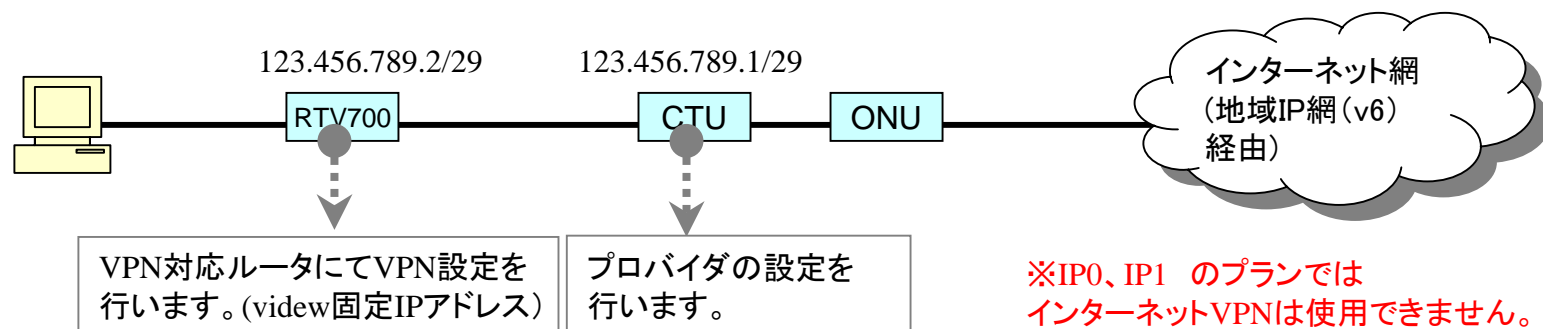 123.456.789.2/29
123.456.789.1/29
RTV700
CTU
ONU
インターネット網
(地域IP網(v6)
経由)
VPN対応ルータにてVPN設定を
行います。(videw固定IPアドレス)
プロバイダの設定を
行います。
※IP0、IP1 のプランでは
インターネットVPNは使用できません。